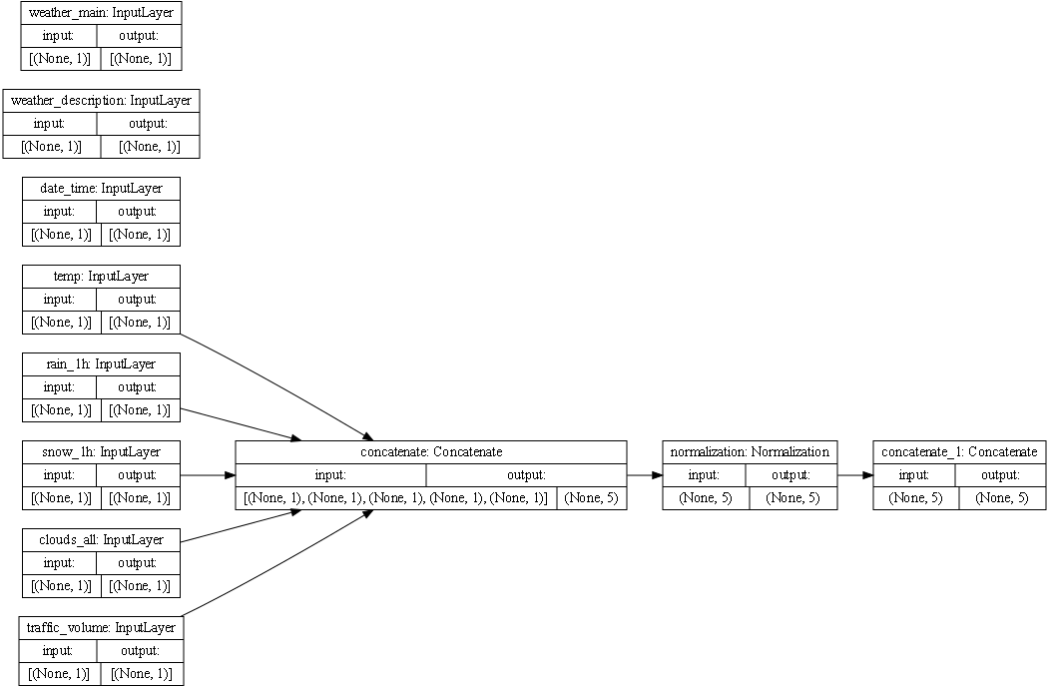 weather_main: InputLayer
input: output:
[(None, 1)] [(None, 1)]
weather_description: InputLayer
input: output:
[(None, 1)] [(None, 1)]
date_time: InputLayer
input: output:
[(None, 1)] [(None, 1)]
temp: InputLayer
input: output:
[(None, 1)] [(None, 1)]
rain_1h: InputLayer
input: output:
[(None, 1)] [(None, 1)]
snow_1h: InputLayer
input: output:
[(None, 1)] [(None, 1)]
clouds_all: InputLayer
input: output:
[(None, 1)] [(None, 1)]
traffic_volume: InputLayer
input: output:
[(None, 1)] [(None, 1)]
concatenate: Concatenate
input: output:
[(None, 1), (None, 1), (None, 1), (None, 1), (None, 1)] (None, 5)
normalization: Normalization
input: output:
(None, 5) (None, 5)
concatenate_1: Concatenate
input: output:
(None, 5) (None, 5)